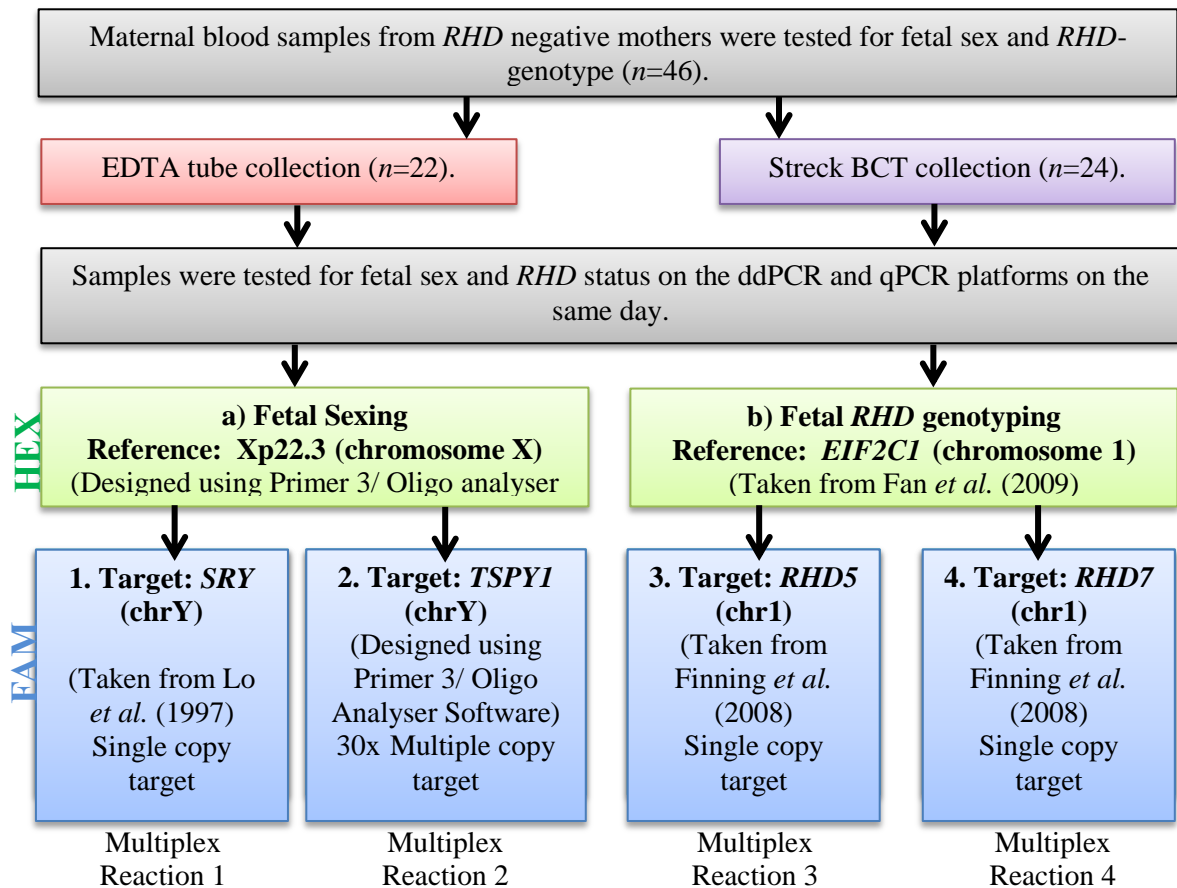 Maternal blood samples from RHD negative mothers were tested for fetal sex and RHD-
genotype (n=46).
EDTA tube collection (n=22).
Streck BCT collection (n=24).
Samples were tested for fetal sex and RHD status on the ddPCR and qPCR platforms on the
same day.
HEX
a) Fetal Sexing
Reference: Xp22.3 (chromosome X)
(Designed using Primer 3/ Oligo analyser
b) Fetal RHD genotyping
Reference: EIF2C1 (chromosome 1)
(Taken from Fan et al. (2009)
FAM
1. Target: SRY
(chrY)
(Taken from Lo
et al. (1997)
Single copy
target
2. Target: TSPY1
(chrY)
(Designed using
Primer 3/ Oligo
Analyser Software)
30x Multiple copy
target
3. Target: RHD5
(chr1)
(Taken from
Finning et al.
(2008)
Single copy
target
4. Target: RHD7
(chr1)
(Taken from
Finning et al.
(2008)
Single copy
target
Multiplex
Reaction 1
Multiplex
Reaction 2
Multiplex
Reaction 3
Multiplex
Reaction 4